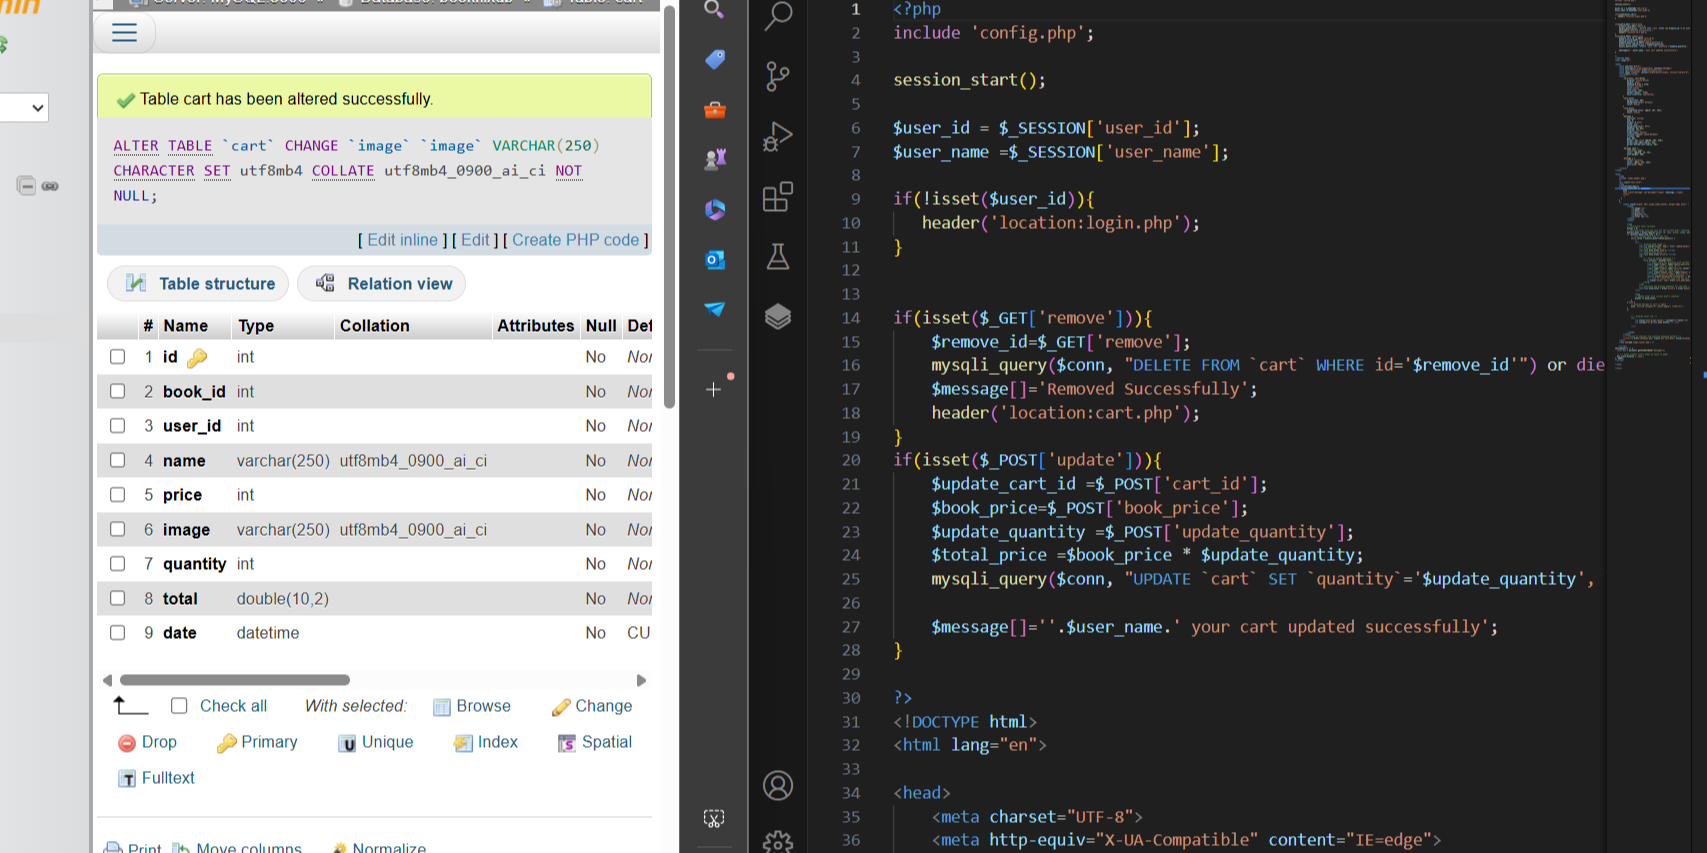 Table cart has been altered successfully.
ALTER TABLE `cart` CHANGE `image` `image` VARCHAR(250)
CHARACTER SET utf8mb4 COLLATE utf8mb4_0900_ai_ci NOT
NULL;
[ Edit inline ] [ Edit ] [ Create PHP code ]
Table structure
Relation view
# Name Type Collation Attributes Null Def
1 id int No Nor
2 book_id int No Nor
3 user_id int No Nor
4 name varchar(250) utf8mb4_0900_ai_ci No Nor
5 price int No Nor
6 image varchar(250) utf8mb4_0900_ai_ci No Nor
7 quantity int No Nor
8 total double(10,2) No Nor
9 date datetime No CU
Check all With selected: Browse Change
Drop Primary Unique Index Spatial
Fulltext
Print Move columns Normalize
1 <?php
2 include 'config.php';
3
4 session_start();
5
6 $user_id = $_SESSION['user_id'];
7 $user_name =$_SESSION['user_name'];
8
9 if(!isset($user_id)){
10 header('location:login.php');
11 }
12
13
14 if(isset($_GET['remove'])){
15 $remove_id=$_GET['remove'];
16 mysqli_query($conn, "DELETE FROM `cart` WHERE id='$remove_id'") or die
17 $message[]='Removed Successfully';
18 header('location:cart.php');
19 }
20 if(isset($_POST['update'])){
21 $update_cart_id =$_POST['cart_id'];
22 $book_price=$_POST['book_price'];
23 $update_quantity =$_POST['update_quantity'];
24 $total_price =$book_price * $update_quantity;
25 mysqli_query($conn, "UPDATE `cart` SET `quantity`='$update_quantity',
26
27 $message[]=''.$user_name.' your cart updated successfully';
28 }
29
30 ?>
31 <!DOCTYPE html>
32 <html lang="en">
33
34 <head>
35 <meta charset="UTF-8">
36 <meta http-equiv="X-UA-Compatible" content="IE=edge">